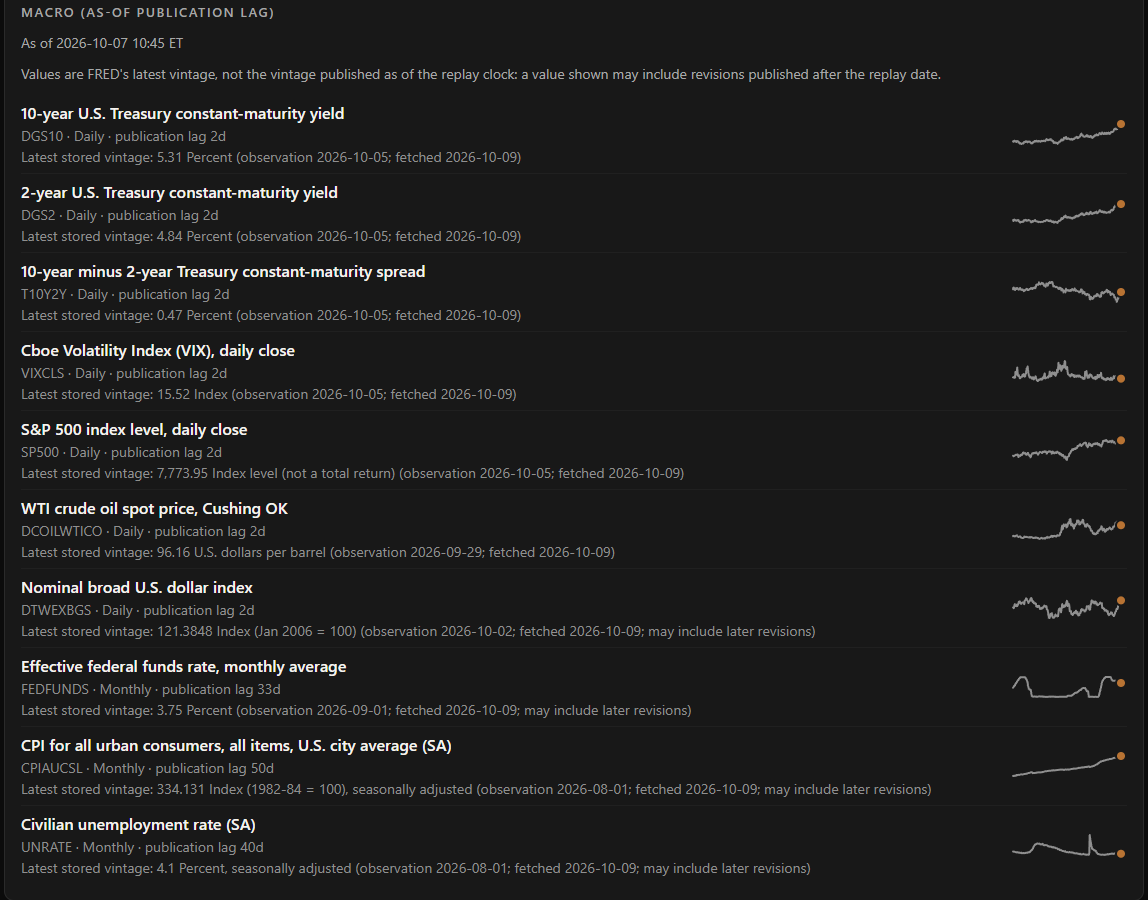 MACRO (AS-OF PUBLICATION LAG)
As of 2026-10-07 10:45 ET
Values are FRED's latest vintage, not the vintage published as of the replay clock: a value shown may include revisions published after the replay date.
10-year U.S. Treasury constant-maturity yield
DGS10 · Daily · publication lag 2d
Latest stored vintage: 5.31 Percent (observation 2026-10-05; fetched 2026-10-09)
2-year U.S. Treasury constant-maturity yield
DGS2 · Daily · publication lag 2d
Latest stored vintage: 4.84 Percent (observation 2026-10-05; fetched 2026-10-09)
10-year minus 2-year Treasury constant-maturity spread
T10Y2Y · Daily · publication lag 2d
Latest stored vintage: 0.47 Percent (observation 2026-10-05; fetched 2026-10-09)
Cboe Volatility Index (VIX), daily close
VIXCLS · Daily · publication lag 2d
Latest stored vintage: 15.52 Index (observation 2026-10-05; fetched 2026-10-09)
S&P 500 index level, daily close
SP500 · Daily · publication lag 2d
Latest stored vintage: 7,773.95 Index level (not a total return) (observation 2026-10-05; fetched 2026-10-09)
WTI crude oil spot price, Cushing OK
DCOILWTICO · Daily · publication lag 2d
Latest stored vintage: 96.16 U.S. dollars per barrel (observation 2026-09-29; fetched 2026-10-09)
Nominal broad U.S. dollar index
DTWEXBGS · Daily · publication lag 2d
Latest stored vintage: 121.3848 Index (Jan 2006 = 100) (observation 2026-10-02; fetched 2026-10-09; may include later revisions)
Effective federal funds rate, monthly average
FEDFUNDS · Monthly · publication lag 33d
Latest stored vintage: 3.75 Percent (observation 2026-09-01; fetched 2026-10-09; may include later revisions)
CPI for all urban consumers, all items, U.S. city average (SA)
CPIAUCSL · Monthly · publication lag 50d
Latest stored vintage: 334.131 Index (1982-84 = 100), seasonally adjusted (observation 2026-08-01; fetched 2026-10-09; may include later revisions)
Civilian unemployment rate (SA)
UNRATE · Monthly · publication lag 40d
Latest stored vintage: 4.1 Percent, seasonally adjusted (observation 2026-08-01; fetched 2026-10-09; may include later revisions)